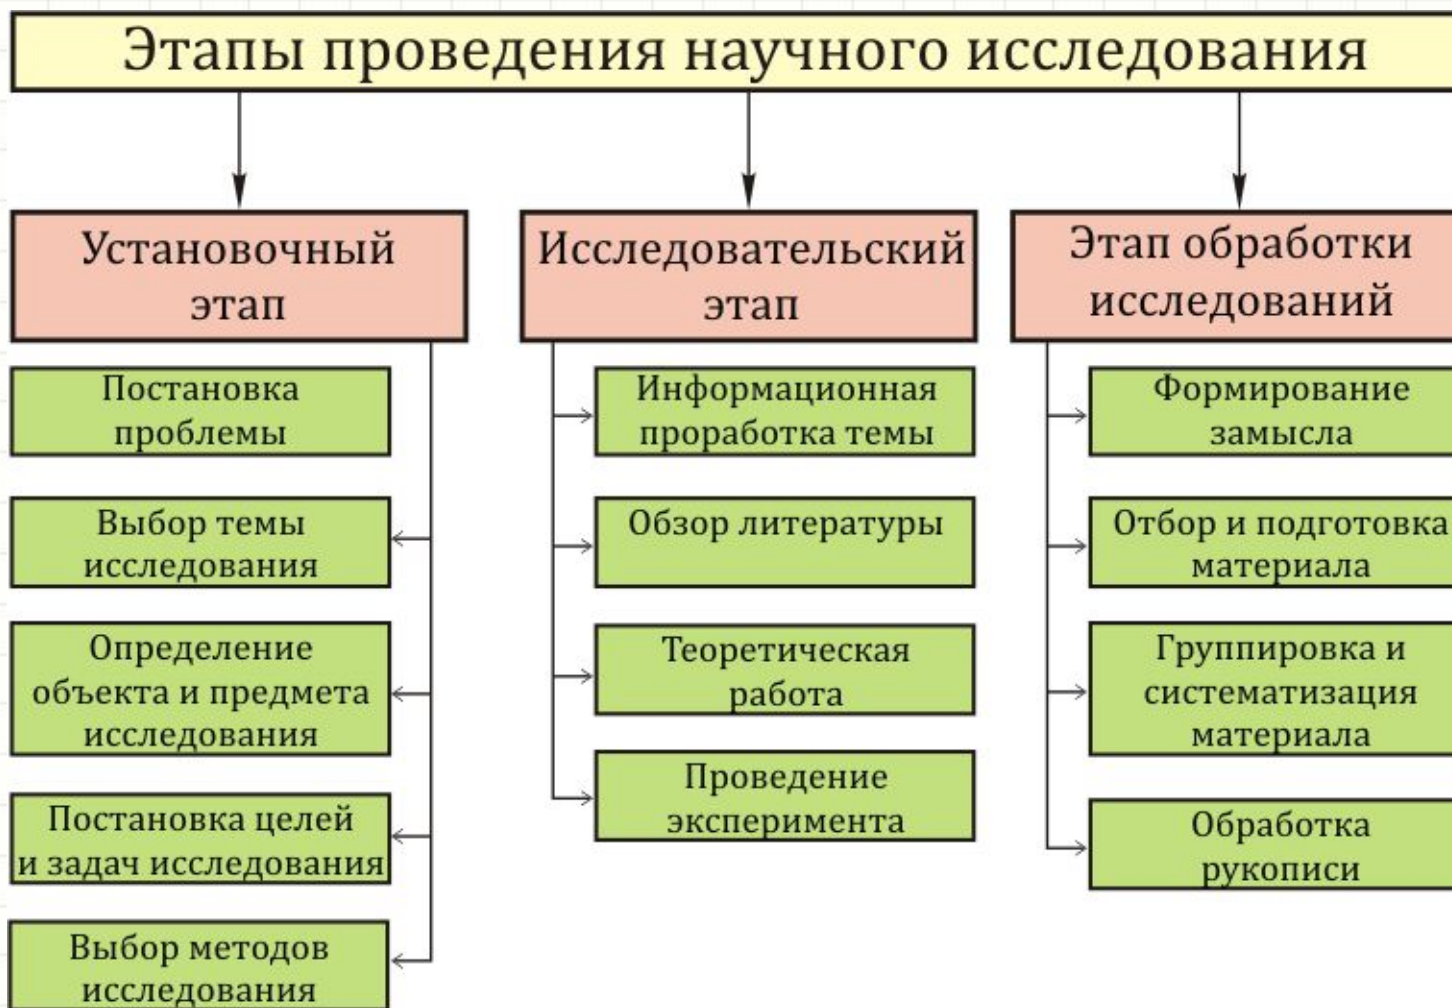 Этапы проведения научного исследования
Установочный
этап
Постановка
проблемы
Выбор темы
исследования
Определение
объекта и предмета
исследования
Постановка целей
и задач исследования
Выбор методов
исследования
Исследовательский
этап
Информационная
проработка темы
Обзор литературы
Теоретическая
работа
Проведение
эксперимента
Этап обработки
исследований
Формирование
замысла
Отбор и подготовка
материала
Группировка и
систематизация
материала
Обработка
рукописи